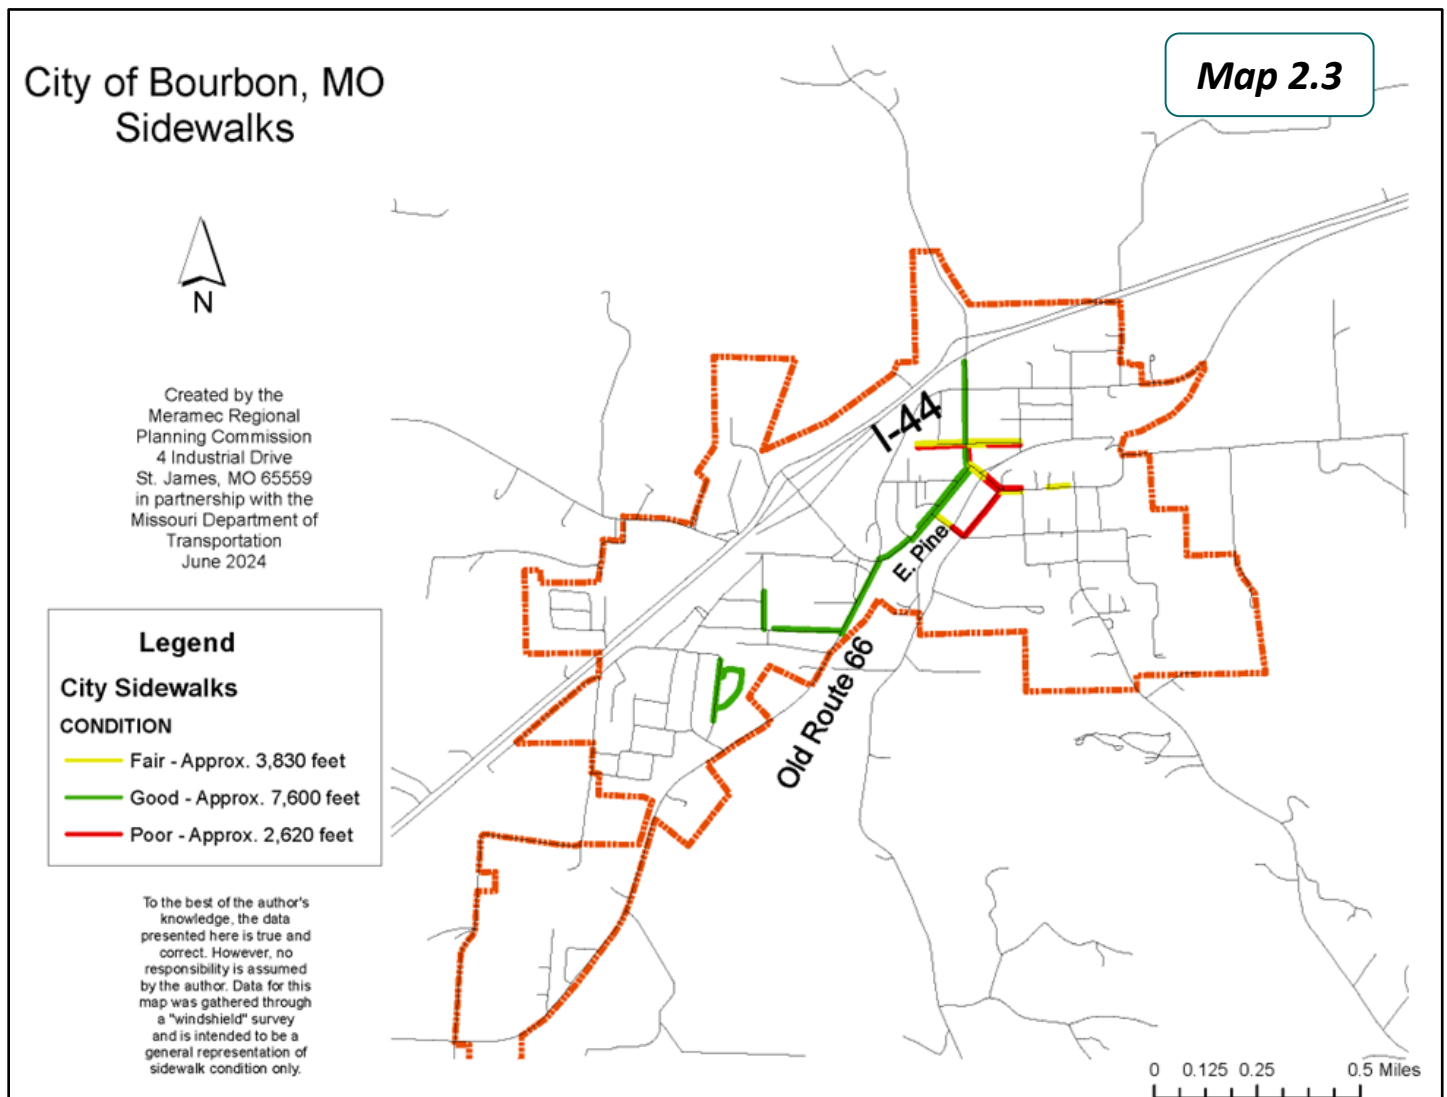 City of Bourbon, MO
Sidewalks
Map 2.3
N
Created by the
Meramec Regional
Planning Commission
4 Industrial Drive
St. James, MO 65559
in partnership with the
Missouri Department of
Transportation
June 2024
I-44
E. Pine
Old Route 66
Legend
City Sidewalks
CONDITION
Fair - Approx. 3,830 feet
Good - Approx. 7,600 feet
Poor - Approx. 2,620 feet
To the best of the author's
knowledge, the data
presented here is true and
correct. However, no
responsibility is assumed
by the author. Data for this
map was gathered through
a "windshield" survey
and is intended to be a
general representation of
sidewalk condition only.
0 0.125 0.25 0.5 Miles